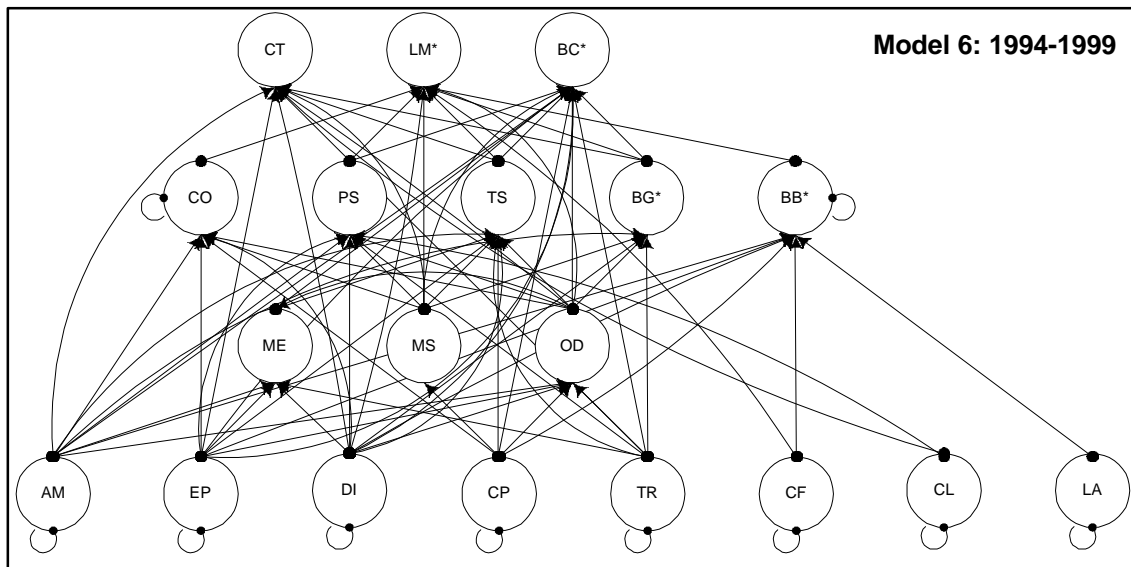 CT LM* BC* Model 6: 1994-1999
CO PS TS BG* BB*
ME MS OD
AM EP DI CP TR CF CL LA